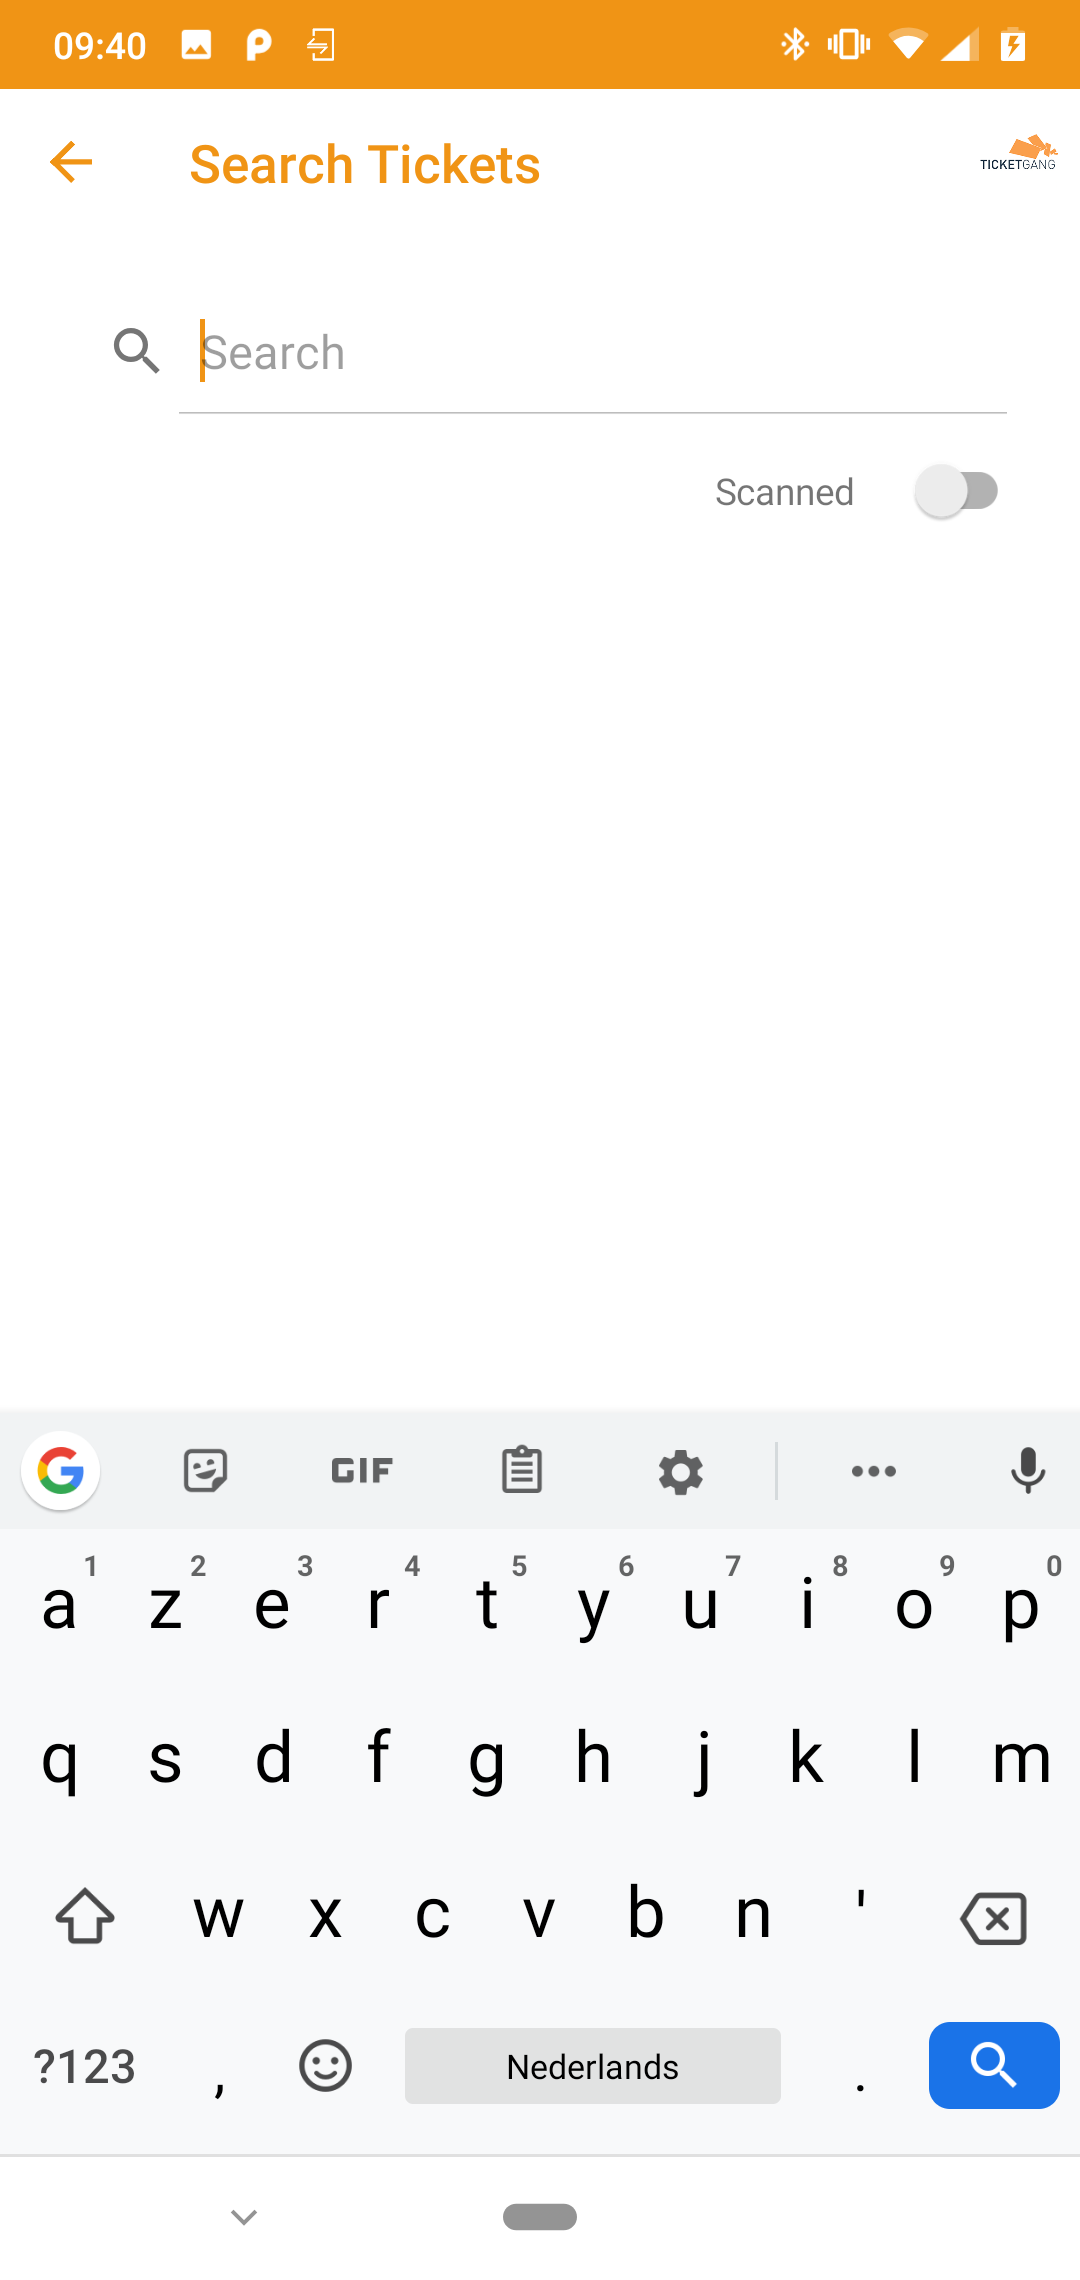 09:40
Search Tickets
TICKETGANG
Search
Scanned
GIF
1 2 3 4 5 6 7 8 9 0
a z e r t y u i o p
q s d f g h j k l m
w x c v b n '
?123 , Nederlands .